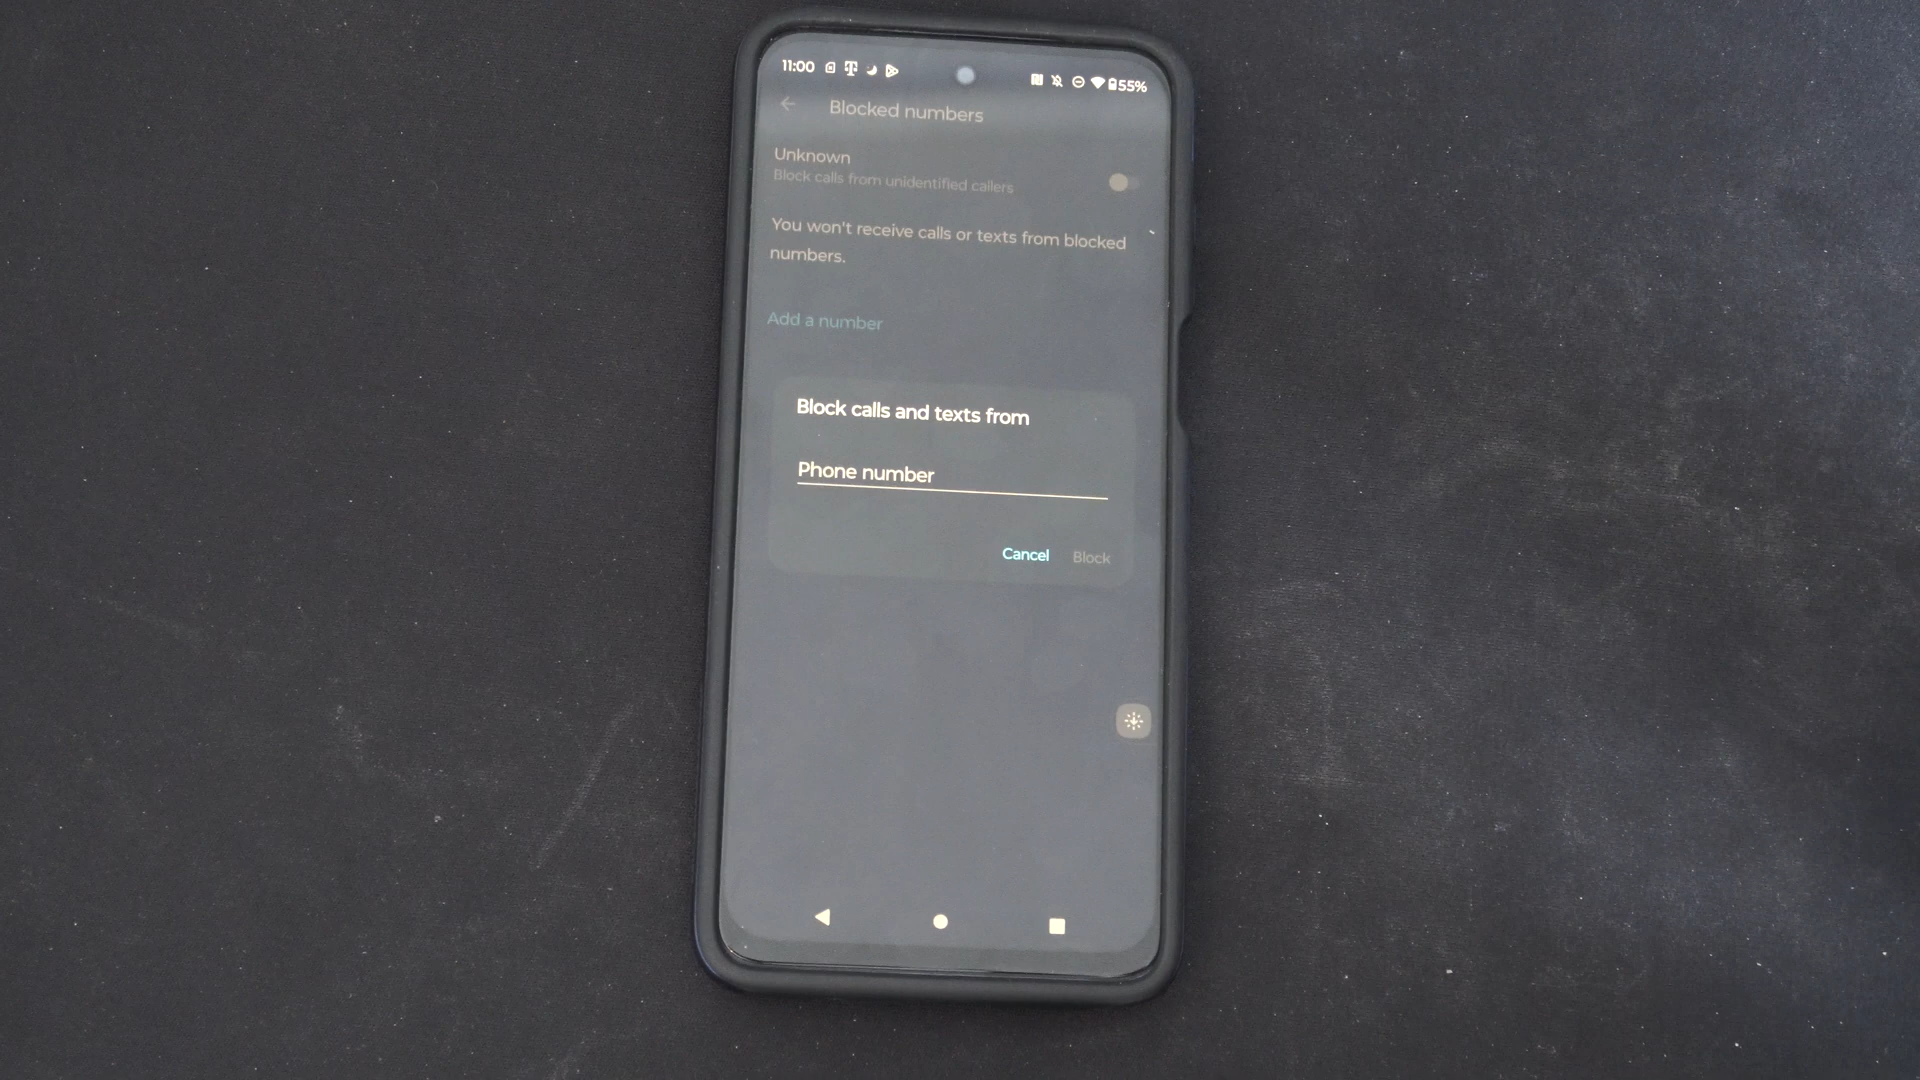 11:00 55%
Blocked numbers
Unknown
Block calls from unidentified callers
You won't receive calls or texts from blocked
numbers.
Add a number
Block calls and texts from
Phone number
Cancel Block